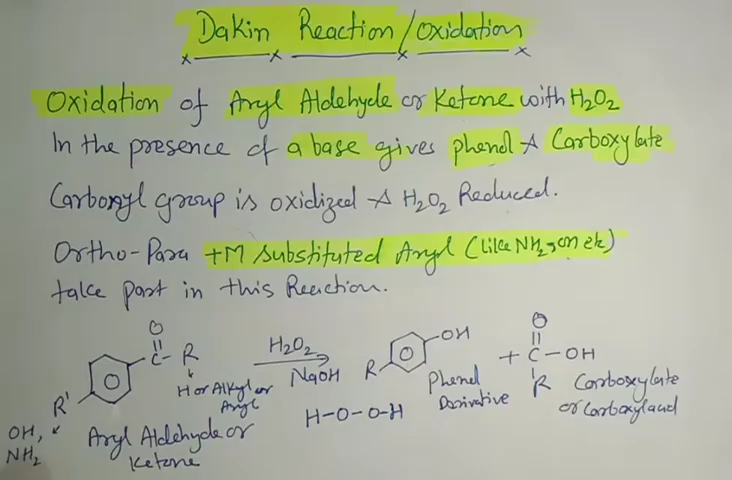 Dakin Reaction/oxidation
Oxidation of Aryl Aldehyde or Ketone with H2O2
In the presence of a base gives phenol & Carboxylate
Carbonyl group is oxidized & H2O2 Reduced.
Ortho-Para +M substituted Aryl (like NH2, OH etc)
take part in this Reaction.
O
C-R
H or Alkyl or
Aryl
R'
OH,
NH2
Aryl Aldehyde or
Ketone
H2O2
NaOH
H-O-O-H
OH
R
Phenol
Derivative
+
O
C-OH
R
Carboxylate
or Carboxyl acid